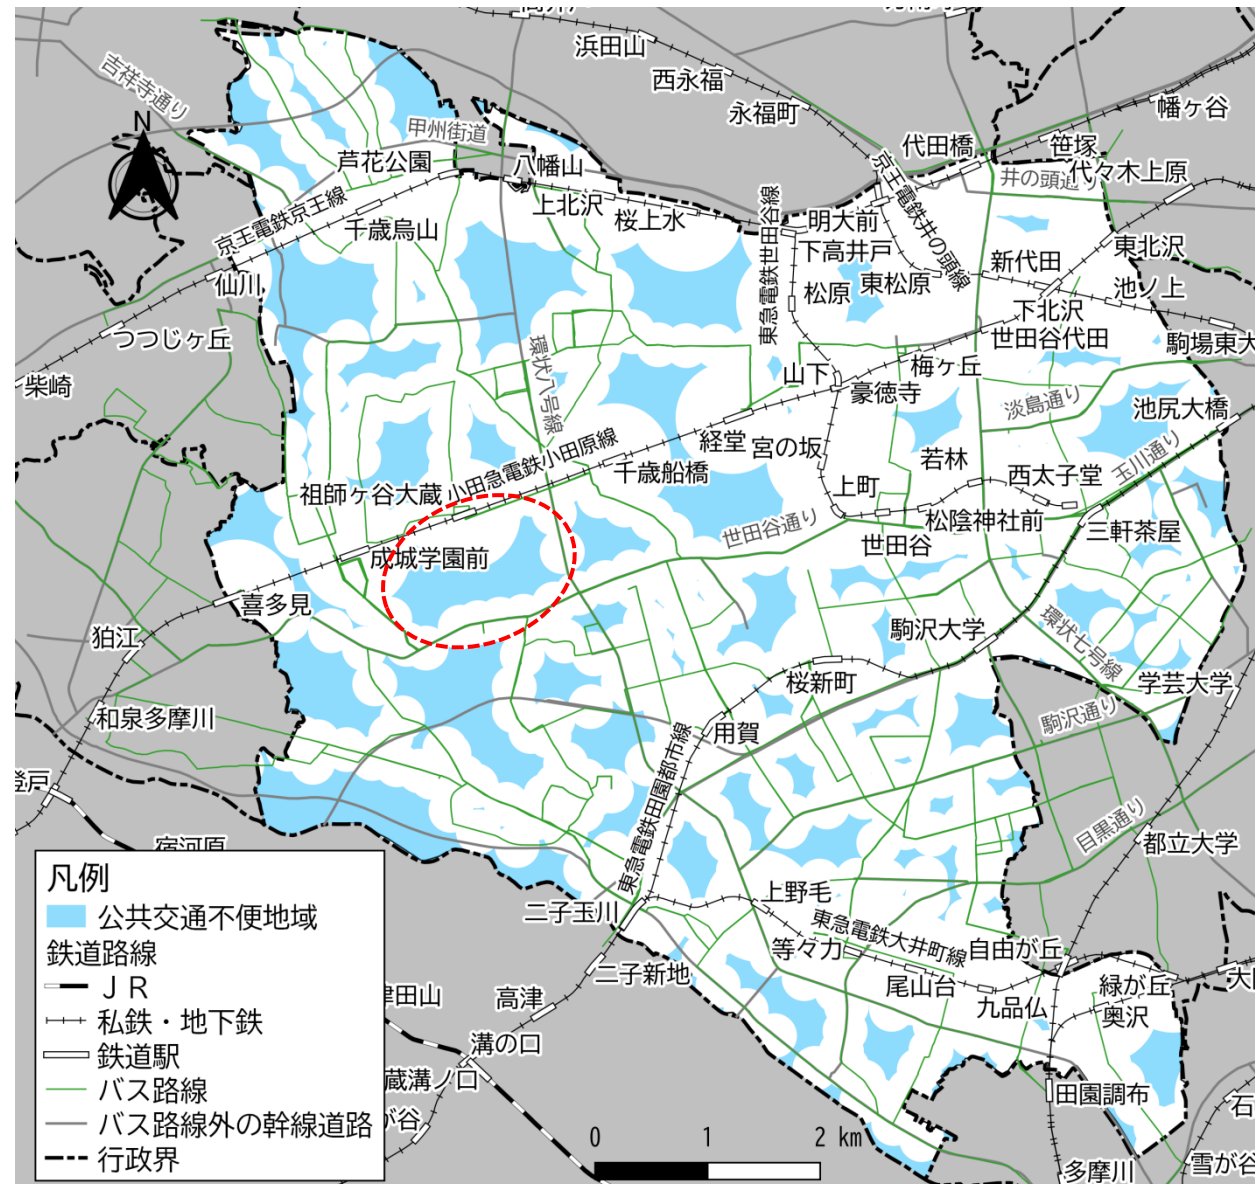 浜田山
西永福
永福町
吉祥寺通り
N
甲州街道
代田橋
幡ヶ谷
笹塚
井の頭通り
代々木上原
芦花公園
八幡山
上北沢
桜上水
京王電鉄京王線
千歳烏山
東急電鉄世田谷線
明大前
京王電鉄井の頭線
下高井戸
東北沢
仙川
松原
東松原
新代田
池ノ上
下北沢
つつじヶ丘
世田谷代田
駒場東大
柴崎
環状八号線
山下
梅ヶ丘
豪徳寺
淡島通り
池尻大橋
経堂
宮の坂
若林
玉川通り
小田急電鉄小田原線
千歳船橋
西太子堂
祖師ヶ谷大蔵
上町
世田谷通り
松陰神社前
三軒茶屋
世田谷
成城学園前
喜多見
狛江
駒沢大学
環状七号線
桜新町
学芸大学
和泉多摩川
用賀
駒沢通り
登戸
東急電鉄田園都市線
目黒通り
宿河原
都立大学
凡例
公共交通不便地域
鉄道路線
ＪＲ
私鉄・地下鉄
鉄道駅
バス路線
バス路線外の幹線道路
行政界
上野毛
二子玉川
東急電鉄大井町線
等々力
自由が丘
二子新地
尾山台
緑が丘
津田山
高津
九品仏
奥沢
溝の口
蔵溝ノ口
田園調布
が谷
0 1 2 km
多摩川
雪が谷